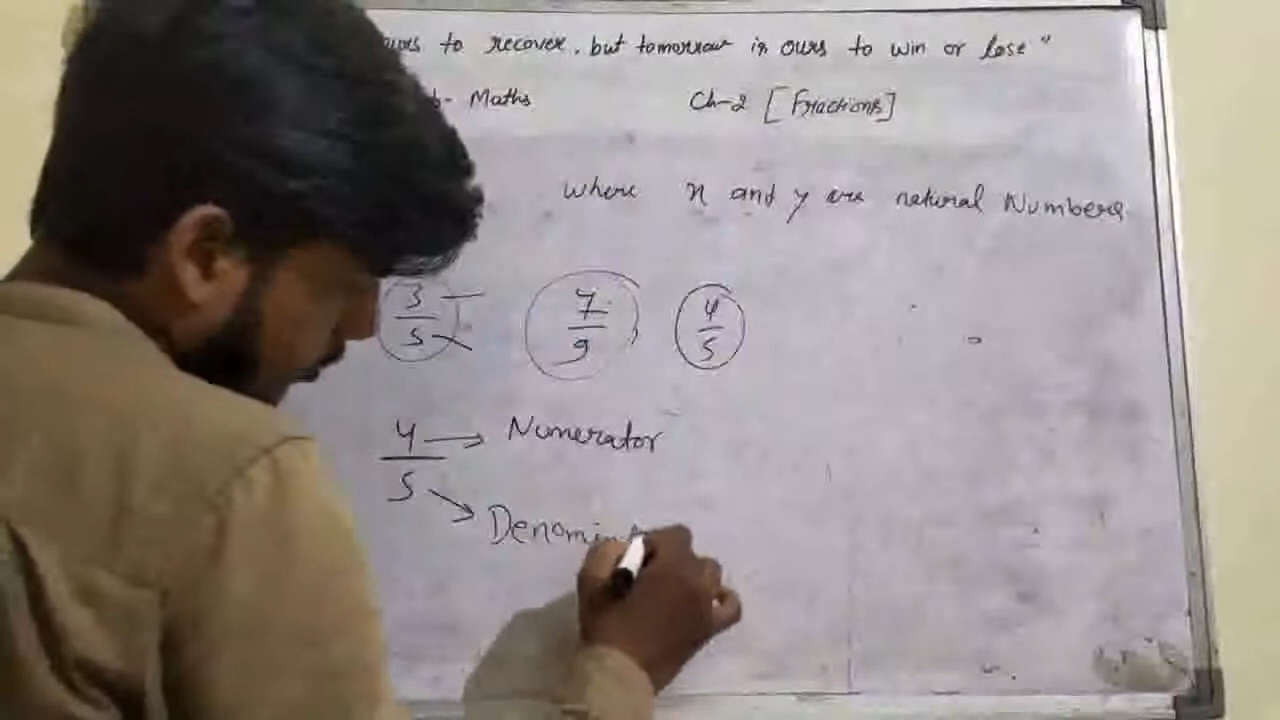 ours to recover, but tomorrow is ours to win or lose"
- Maths Ch-2 [Fractions]
where x and y are natural Numbers
3/5 7/9 4/5
4 → Numerator
5 → Denomin